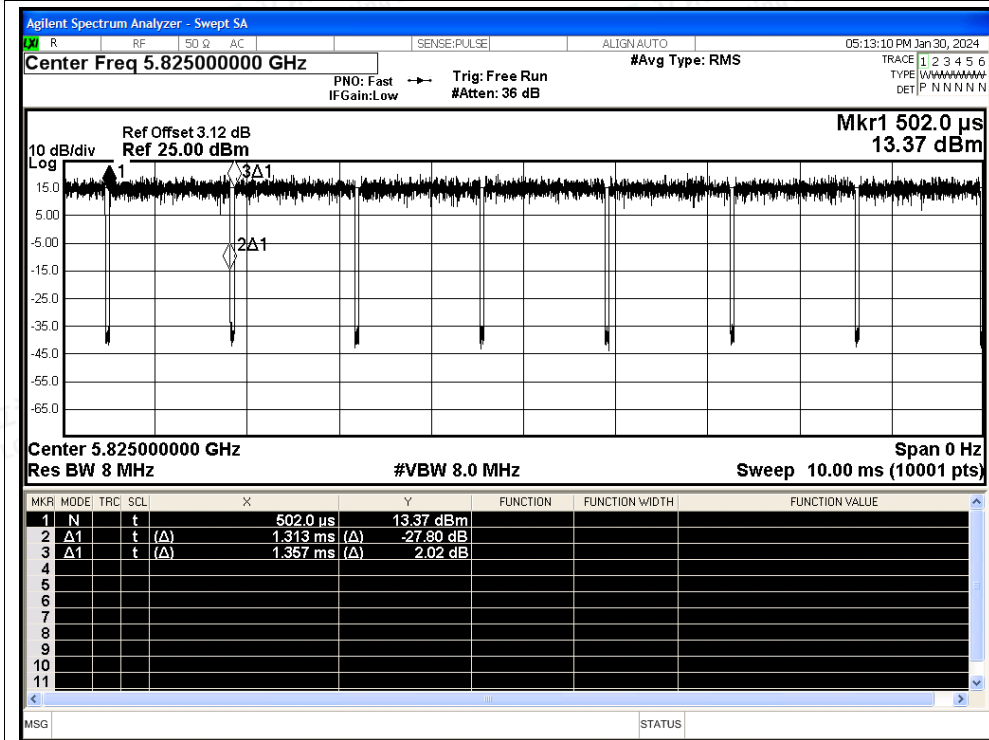 Agilent Spectrum Analyzer - Swept SA
LXI R RF 50 Ω AC SENSE:PULSE ALIGN AUTO 05:13:10 PM Jan 30, 2024
Center Freq 5.825000000 GHz #Avg Type: RMS TRACE 1 2 3 4 5 6
PNO: Fast Trig: Free Run TYPE
IFGain:Low #Atten: 36 dB DET P N N N N N
Mkr1 502.0 µs
Ref Offset 3.12 dB
10 dB/div Ref 25.00 dBm 13.37 dBm
Log
1 3Δ1
15.0
5.00
-5.00 2Δ1
-15.0
-25.0
-35.0
-45.0
-55.0
-65.0
Center 5.825000000 GHz Span 0 Hz
Res BW 8 MHz #VBW 8.0 MHz Sweep 10.00 ms (10001 pts)
MKR MODE TRC SCL X Y FUNCTION FUNCTION WIDTH FUNCTION VALUE
1 N t 502.0 µs 13.37 dBm
2 Δ1 t (Δ) 1.313 ms (Δ) -27.80 dB
3 Δ1 t (Δ) 1.357 ms (Δ) 2.02 dB
4
5
6
7
8
9
10
11
MSG STATUS